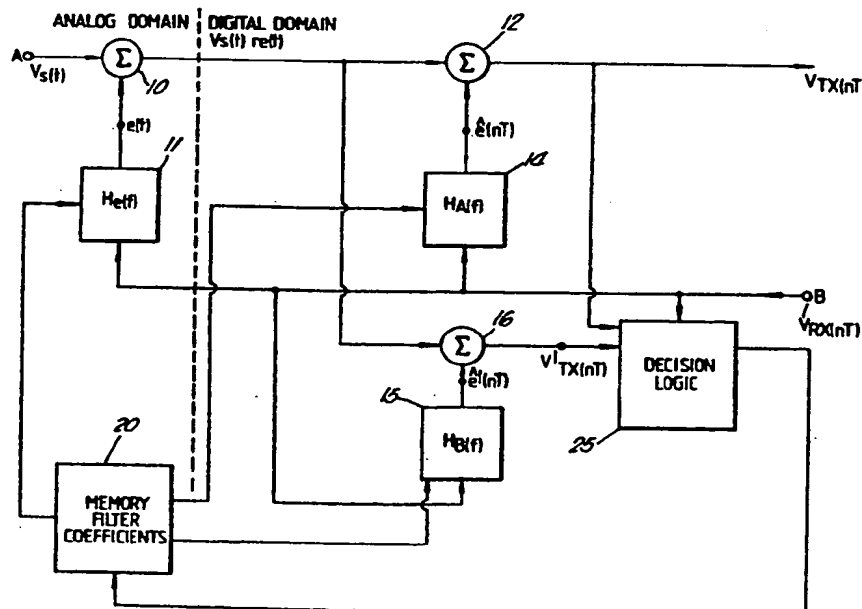 ANALOG DOMAIN
DIGITAL DOMAIN
Vs(t) re(t)
12
A
Vs(t)
Σ
10
Σ
VTX(nT
e(t)
ê(nT)
11
14
He(f)
HA(f)
B
VRX(nT)
16
Σ
V'TX(nT)
ê'(nT)
DECISION
LOGIC
15
HB(f)
25
20
MEMORY
FILTER
COEFFICIENTS